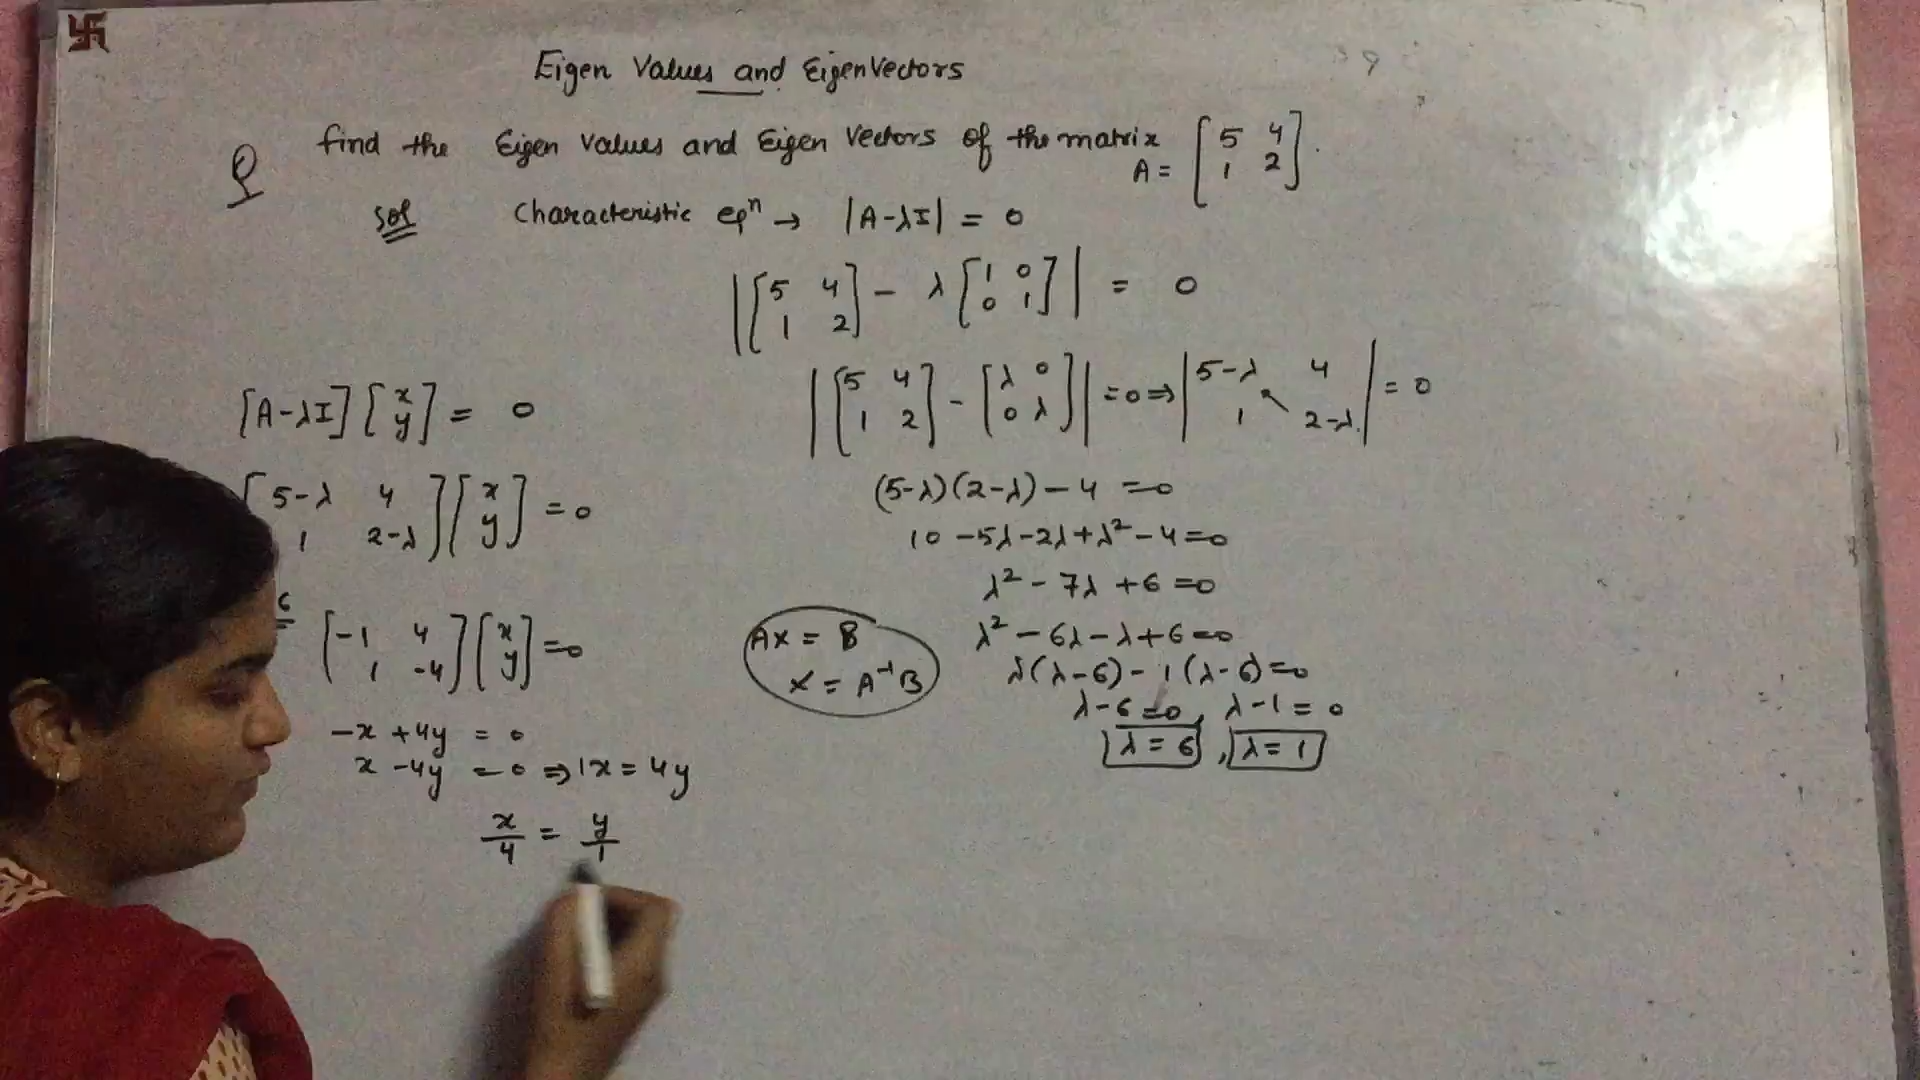 Eigen Values and EigenVectors
Q find the Eigen Values and Eigen Vectors of the matrix A = [5 4; 1 2].
Sol Characteristic eqⁿ → |A-λI| = 0
|[5 4; 1 2] - λ[1 0; 0 1]| = 0
|[5 4; 1 2] - [λ 0; 0 λ]| = 0 ⇒ |5-λ 4; 1 2-λ| = 0
(5-λ)(2-λ) - 4 = 0
10 - 5λ - 2λ + λ² - 4 = 0
λ² - 7λ + 6 = 0
λ² - 6λ - λ + 6 = 0
λ(λ-6) - 1(λ-6) = 0
λ-6 = 0, λ-1 = 0
λ = 6, λ = 1
[A-λI][x; y] = 0
[5-λ 4; 1 2-λ][x; y] = 0
6
[-1 4; 1 -4][x; y] = 0
-x + 4y = 0
x - 4y = 0 ⇒ 1x = 4y
x/4 = y/1
AX = B
X = A⁻¹B